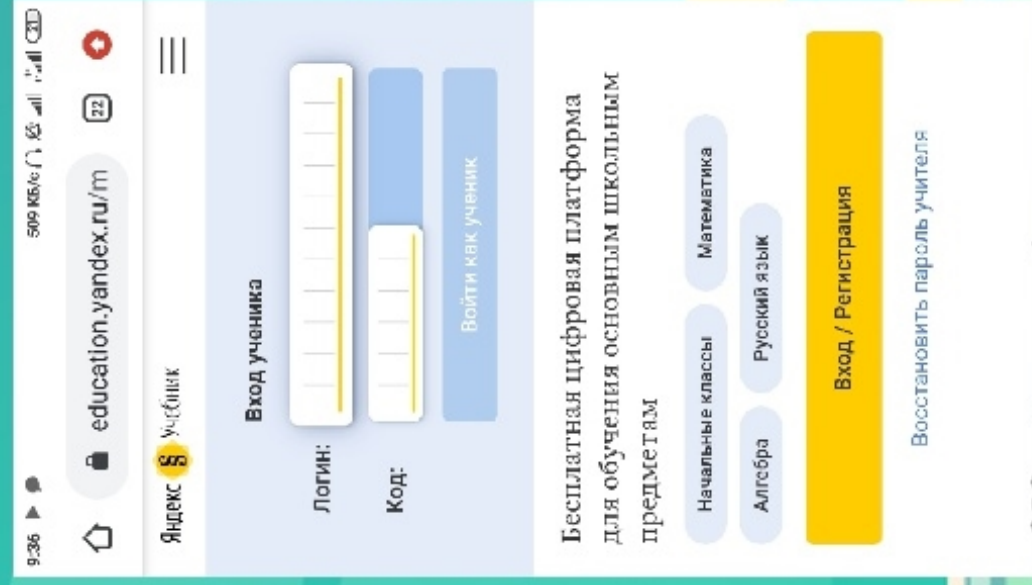 9:36
509 КБ/с
21
education.yandex.ru/m
22
Яндекс Учебник
Вход ученика
Логин:
Код:
Войти как ученик
Бесплатная цифровая платформа
для обучения основным школьным
предметам
Начальные классы
Математика
Алгебра
Русский язык
Вход / Регистрация
Восстановить пароль учителя